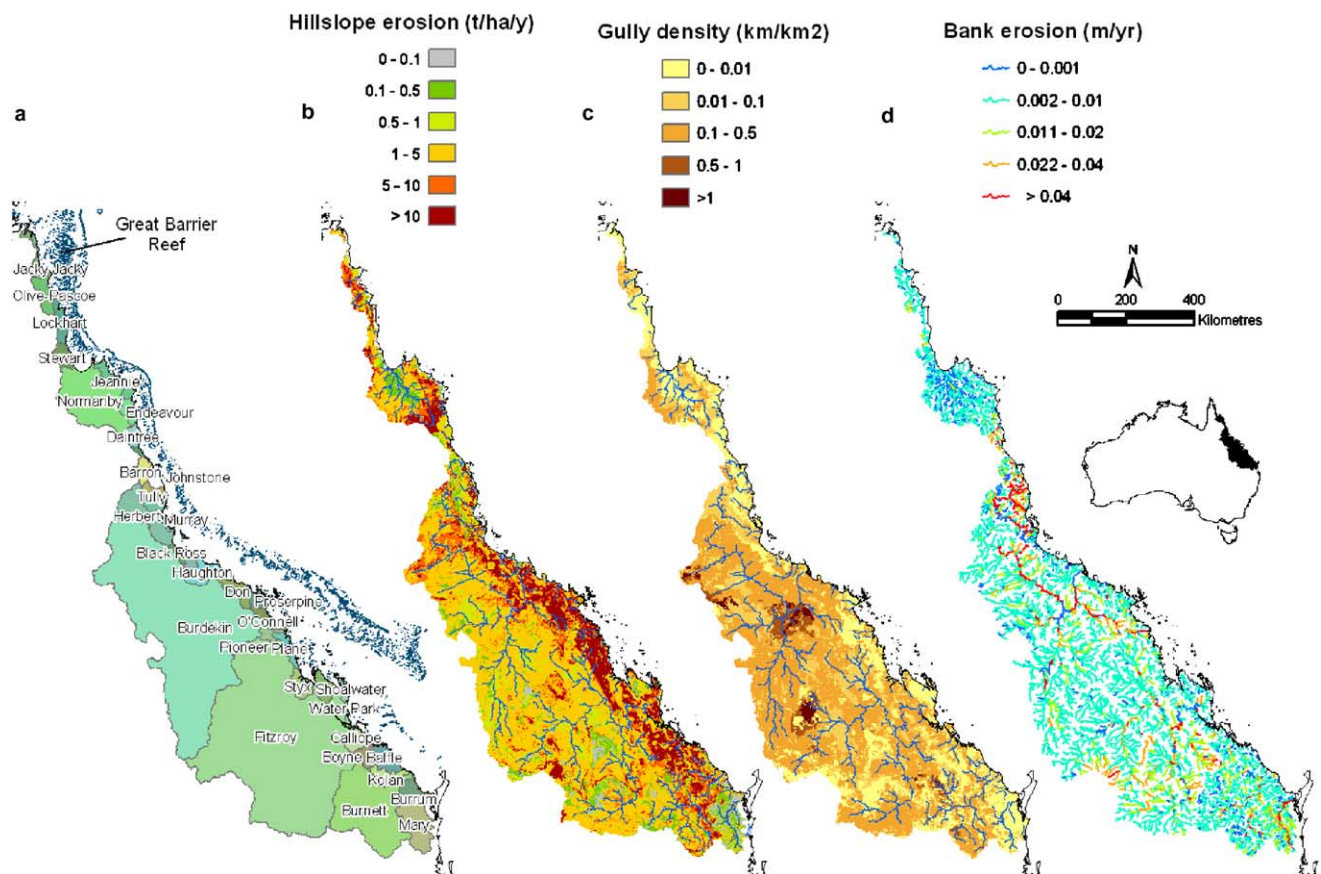 Hillslope erosion (t/ha/y)
0 - 0.1
0.1 - 0.5
0.5 - 1
1 - 5
5 - 10
> 10
Gully density (km/km2)
0 - 0.01
0.01 - 0.1
0.1 - 0.5
0.5 - 1
>1
Bank erosion (m/yr)
0 - 0.001
0.002 - 0.01
0.011 - 0.02
0.022 - 0.04
> 0.04
a
b
c
d
Great Barrier
Reef
Jacky Jacky
Olive-Pascoe
Lockhart
Stewart
Jeannie
Normanby
Endeavour
Daintree
Barron
Johnstone
Tully
Herbert
Murray
Black
Ross
Haughton
Don
Proserpine
O'Connell
Burdekin
Pioneer
Plane
Styx
Shoalwater
Water Park
Fitzroy
Calliope
Boyne
Baffle
Kolan
Burrum
Burnett
Mary
N
0 200 400
Kilometres